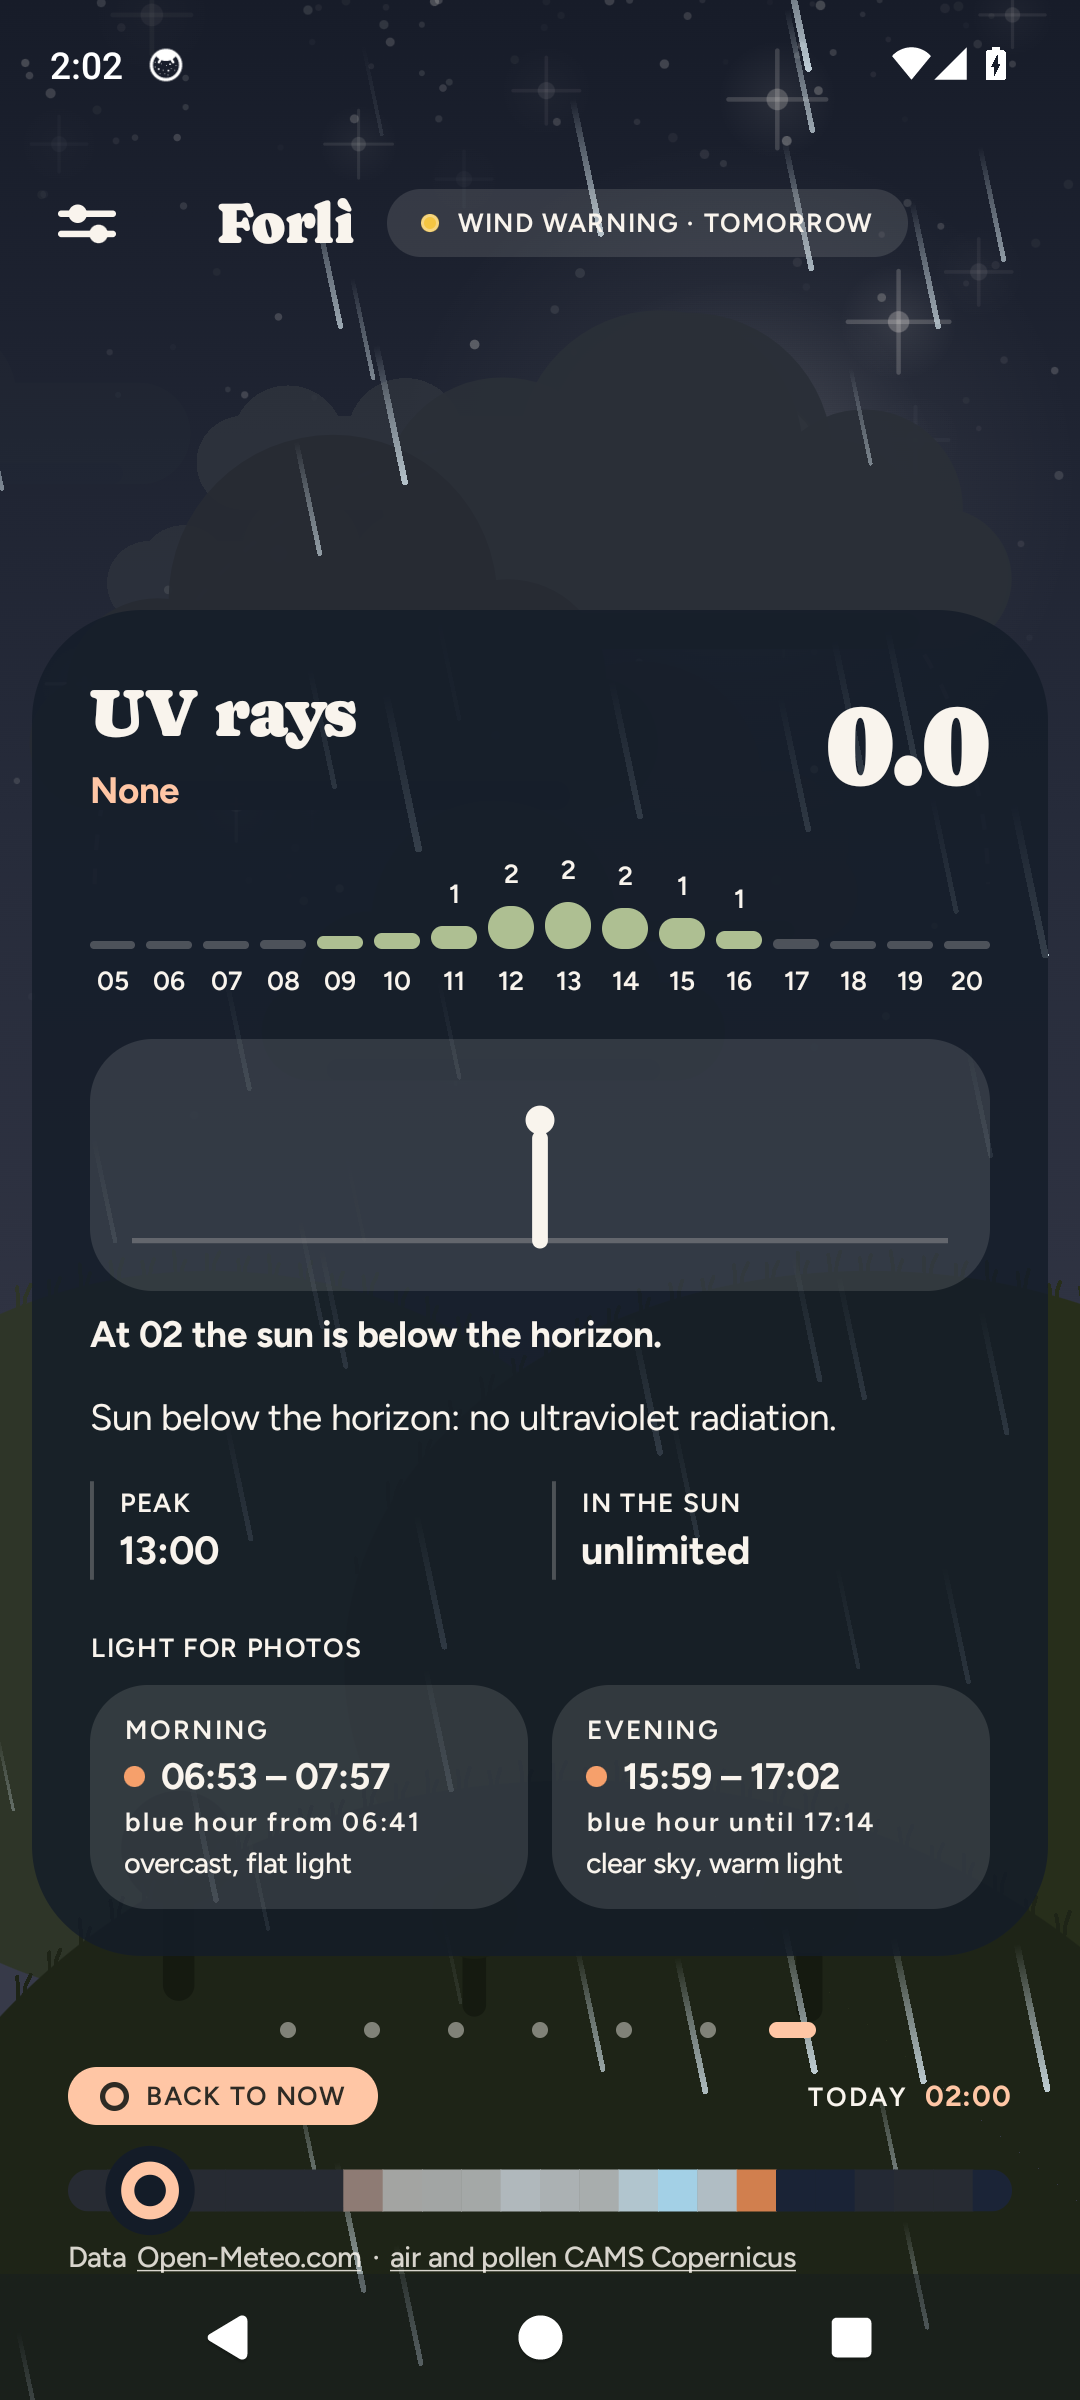 2:02
Forlì
WIND WARNING · TOMORROW
UV rays
0.0
None
1 2 2 2 1 1
05 06 07 08 09 10 11 12 13 14 15 16 17 18 19 20
At 02 the sun is below the horizon.
Sun below the horizon: no ultraviolet radiation.
PEAK
13:00
IN THE SUN
unlimited
LIGHT FOR PHOTOS
MORNING
06:53 – 07:57
blue hour from 06:41
overcast, flat light
EVENING
15:59 – 17:02
blue hour until 17:14
clear sky, warm light
BACK TO NOW
TODAY 02:00
Data Open-Meteo.com · air and pollen CAMS Copernicus